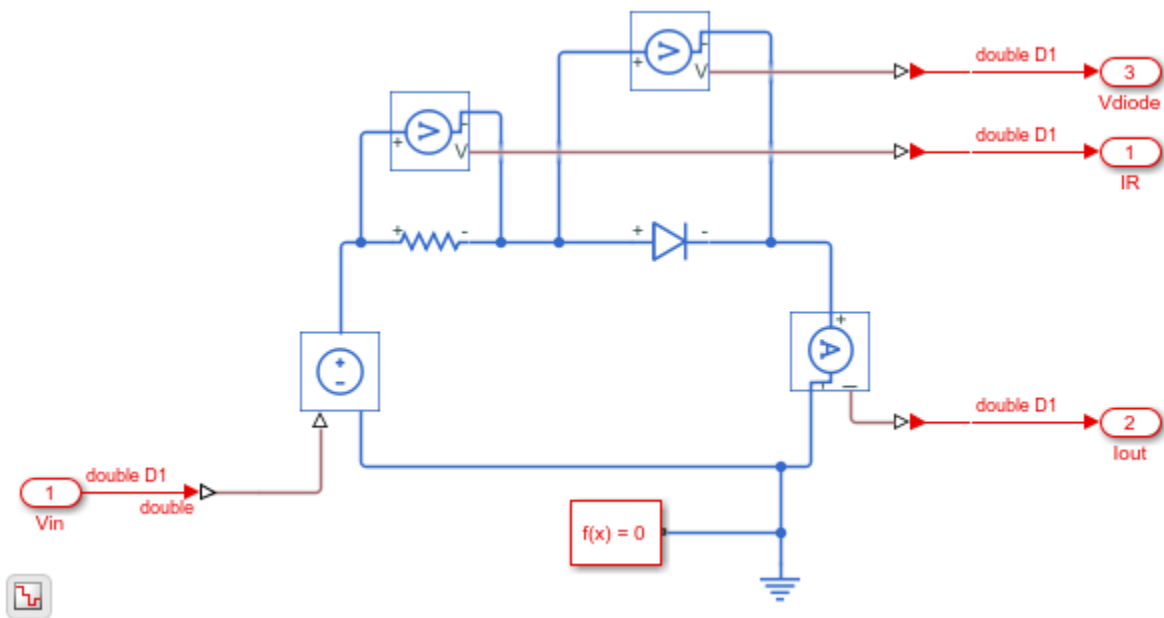 V
+
-
V
double D1
3
Vdiode
V
+
-
V
double D1
1
IR
+
-
+
-
+
-
+
A
double D1
2
Iout
double D1
1
double
Vin
f(x) = 0